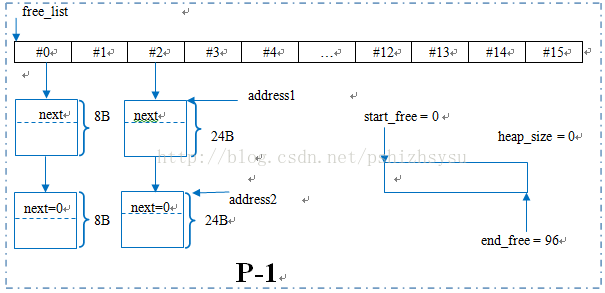 free_list
#0 #1 #2 #3 #4 … #12 #13 #14 #15
address1
next 8B next 24B
start_free = 0
heap_size = 0
http://blog.csdn.net/pshizhsysu
address2
next=0 8B next=0 24B
end_free = 96
P-1